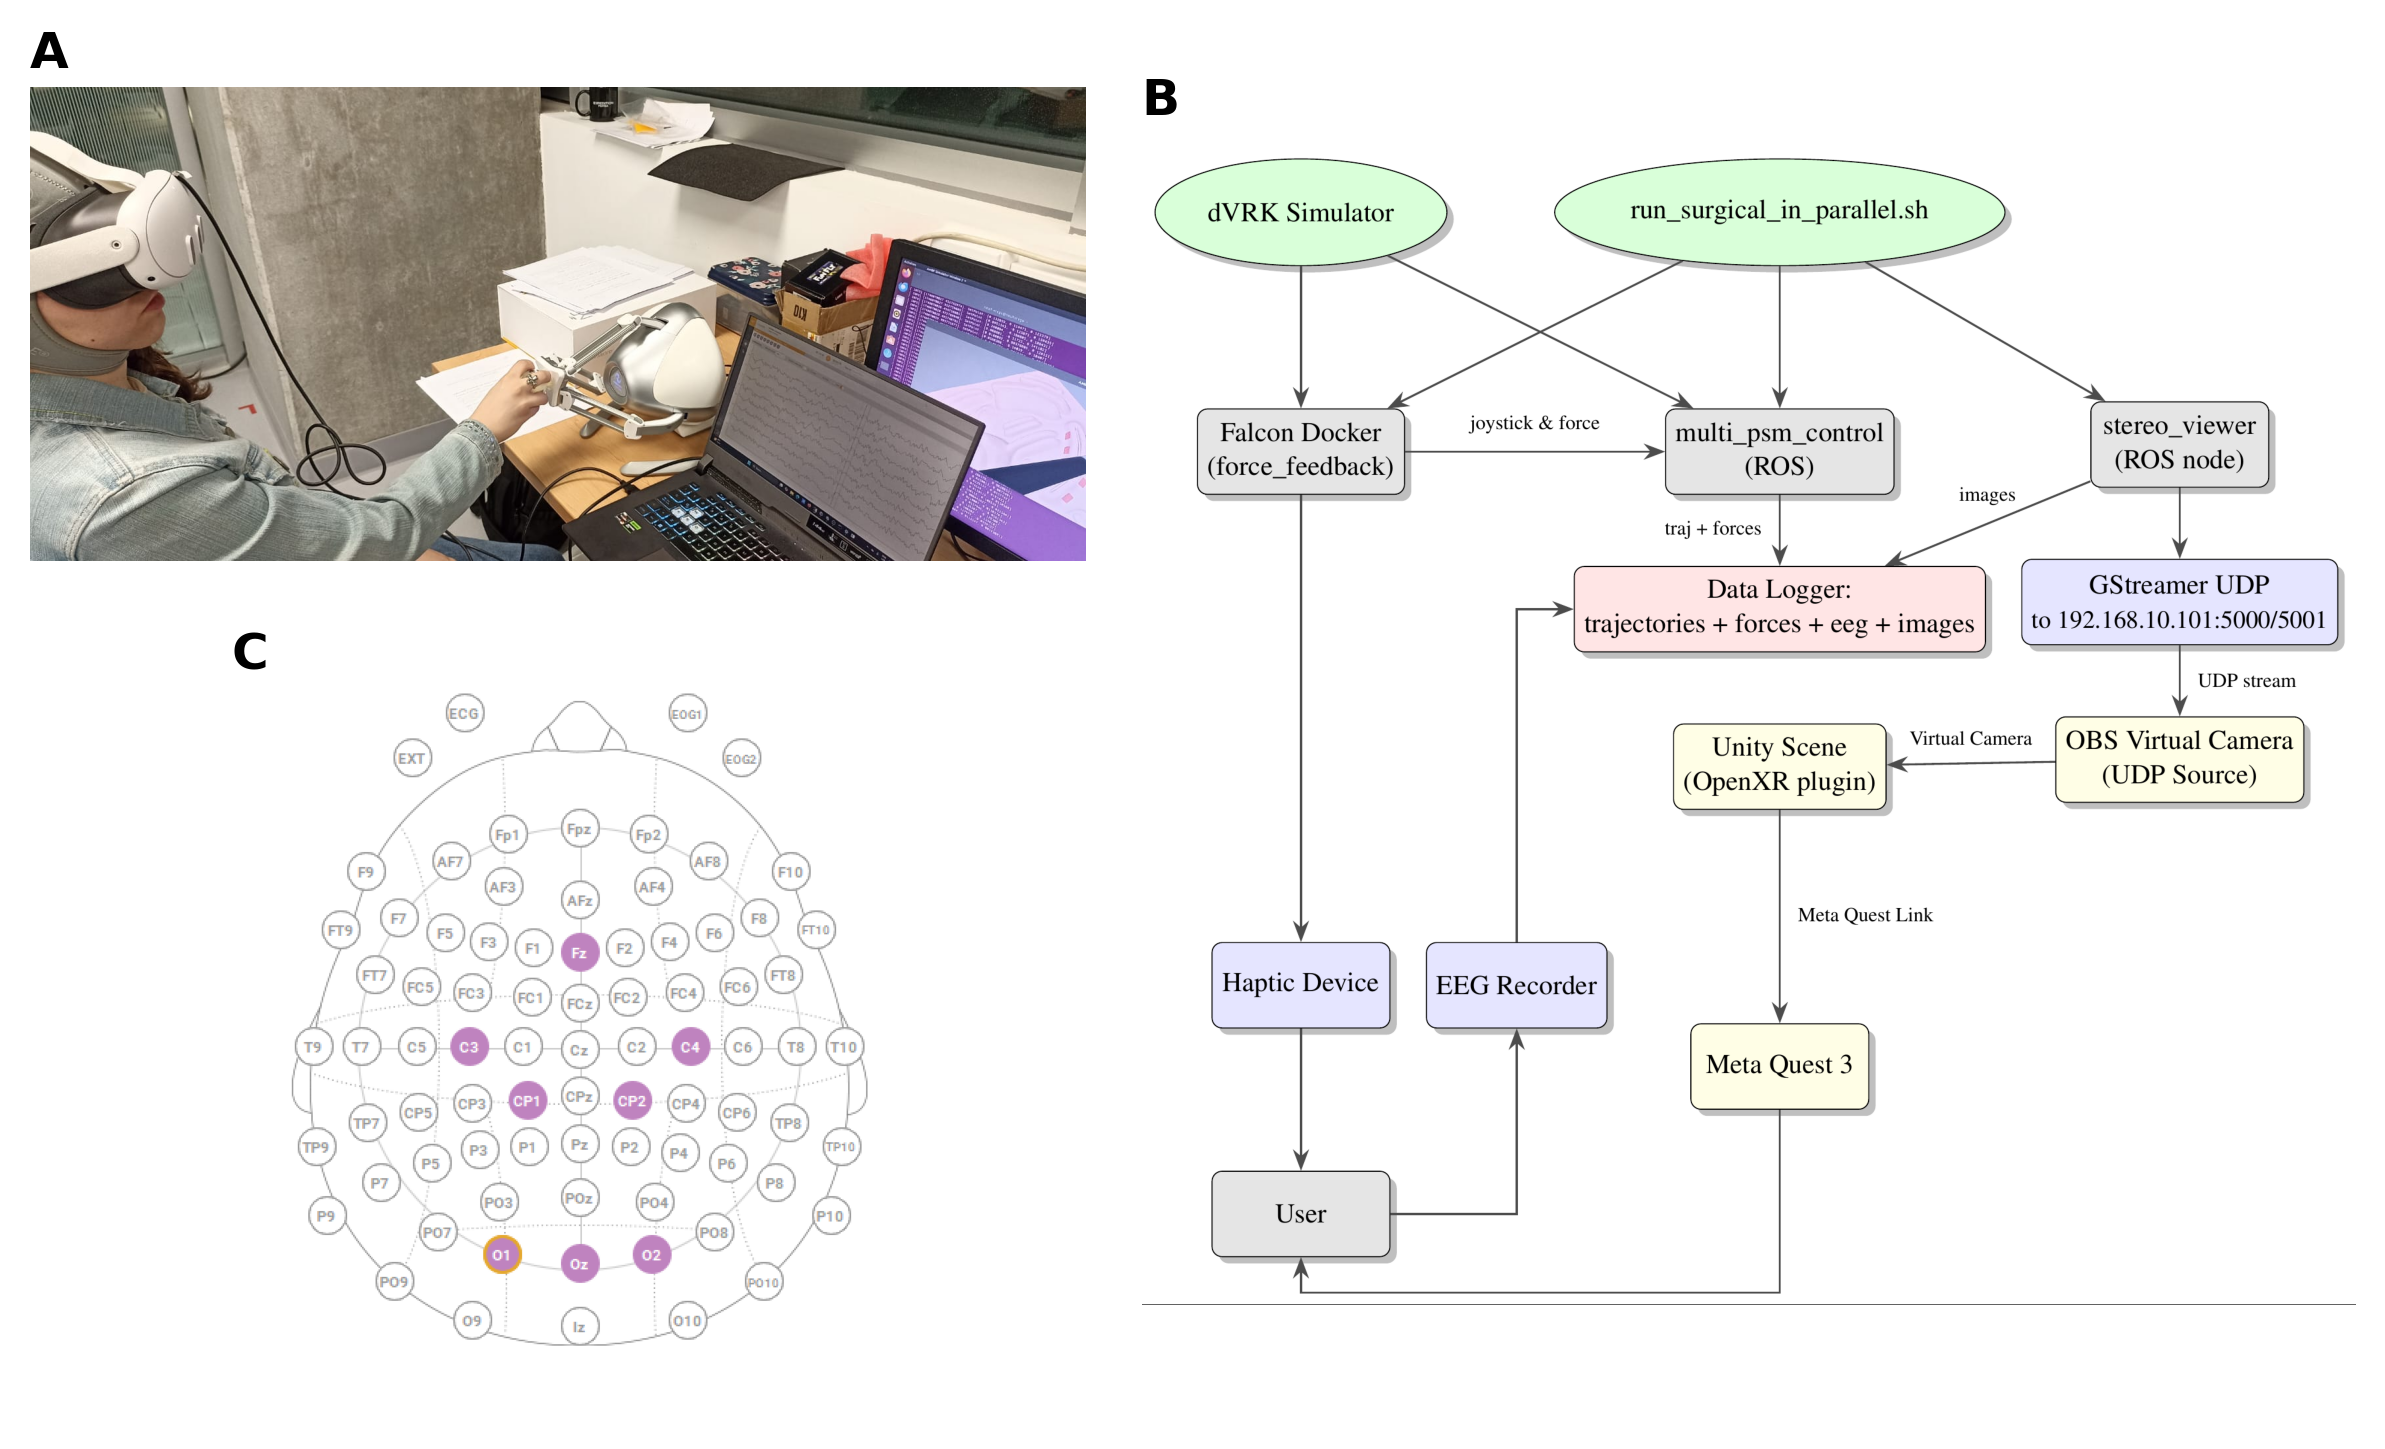 A
B
dVRK Simulator
run_surgical_in_parallel.sh
Falcon Docker
(force_feedback)
joystick & force
multi_psm_control
(ROS)
stereo_viewer
(ROS node)
images
traj + forces
Data Logger:
trajectories + forces + eeg + images
GStreamer UDP
to 192.168.10.101:5000/5001
UDP stream
Unity Scene
(OpenXR plugin)
Virtual Camera
OBS Virtual Camera
(UDP Source)
Meta Quest Link
Haptic Device
EEG Recorder
Meta Quest 3
User
C
ECG
EOG1
EXT
EOG2
Fp1 Fpz Fp2
AF7 AF8
F9 F10
AF3 AFz AF4
F7 F8
FT9 F5 F3 F1 Fz F2 F4 F6 FT10
FT7 FT8
FC5 FC3 FC1 FCz FC2 FC4 FC6
T9 T7 C5 C3 C1 Cz C2 C4 C6 T8 T10
CP5 CP3 CP1 CPz CP2 CP4 CP6
TP7 TP8
TP9 P5 P3 P1 Pz P2 P4 P6 TP10
P7 P8
P9 PO3 POz PO4 P10
PO7 PO8
O1 Oz O2
PO9 PO10
O9 Iz O10